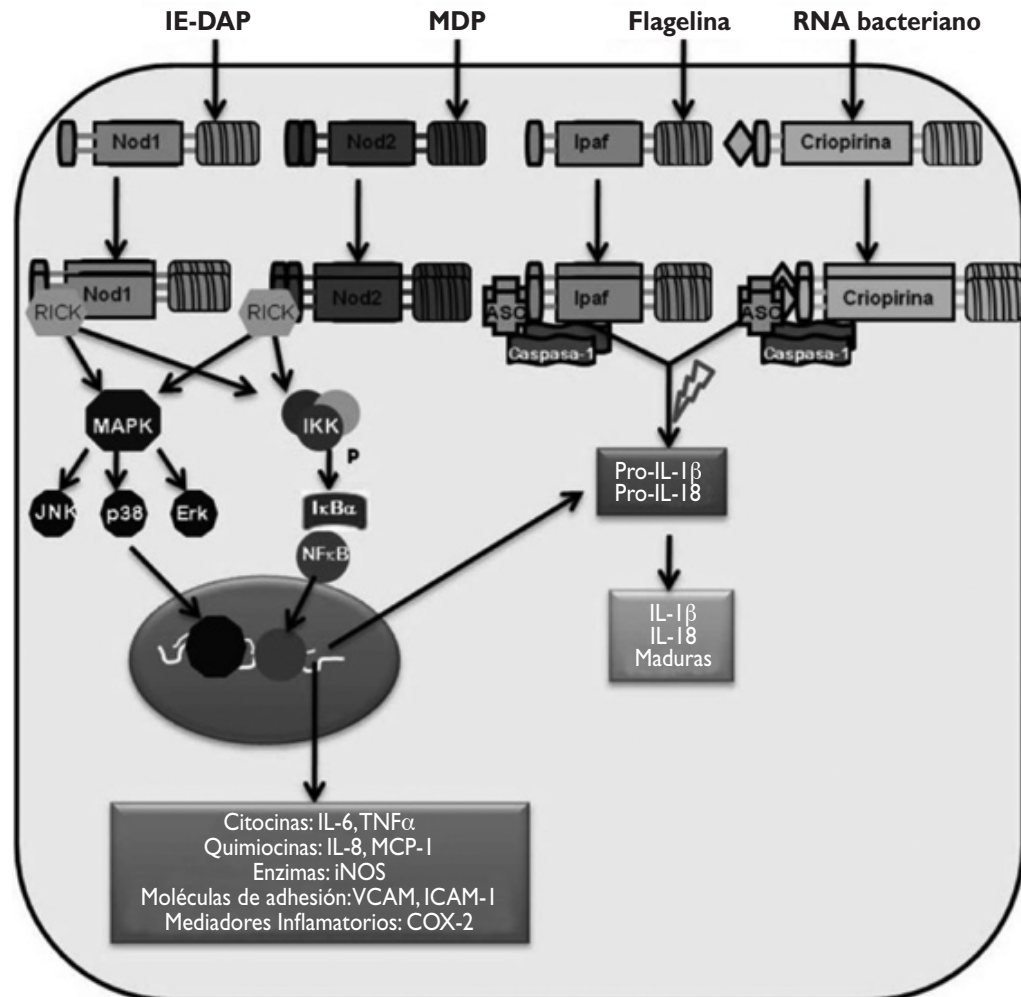 IE-DAP
MDP
Flagelina
RNA bacteriano
Nod1
Nod2
Ipaf
Criopirina
Nod1
RICK
RICK
Nod2
ASC
Ipaf
Caspasa-1
ASC
Criopirina
Caspasa-1
MAPK
IKK
P
JNK
p38
Erk
IκBα
NFκB
Pro-IL-1β
Pro-IL-18
IL-1β
IL-18
Maduras
Citocinas: IL-6, TNFα
Quimiocinas: IL-8, MCP-1
Enzimas: iNOS
Moléculas de adhesión: VCAM, ICAM-1
Mediadores Inflamatorios: COX-2